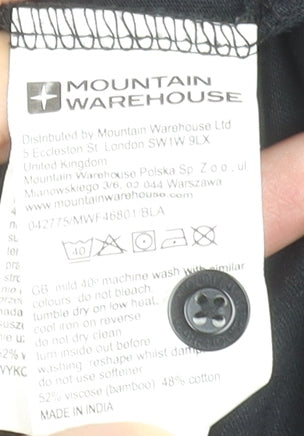 MOUNTAIN
WAREHOUSE
Distributed by Mountain Warehouse Ltd
5 Eccleston St. London SW1W 9LX
United Kingdom
Mountain Warehouse Polska Sp. Z o.o., ul
Mianowskiego 3/6, 02-044 Warszawa
www.mountainwarehouse.com
04277S/MWF46801/BLA
40
GB mild 40° machine wash with similar
colours. do not bleach.
tumble dry on low heat.
cool iron on reverse
do not dry clean
turn inside out before
washing. reshape whilst damp
do not use softener
52% viscose (bamboo) 48% cotton
MADE IN INDIA